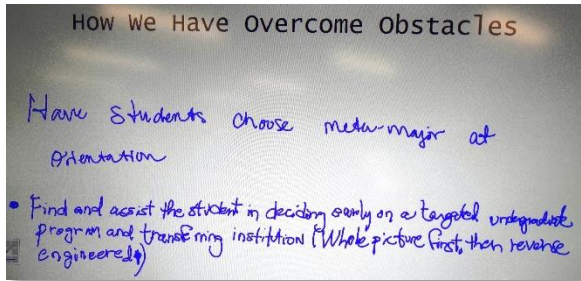 How We Have Overcome Obstacles
Have students choose meta-major at
Orientation
• Find and assist the student in deciding early on a targeted undergraduate
program and transferring institution (Whole picture first, then reverse
engineered)